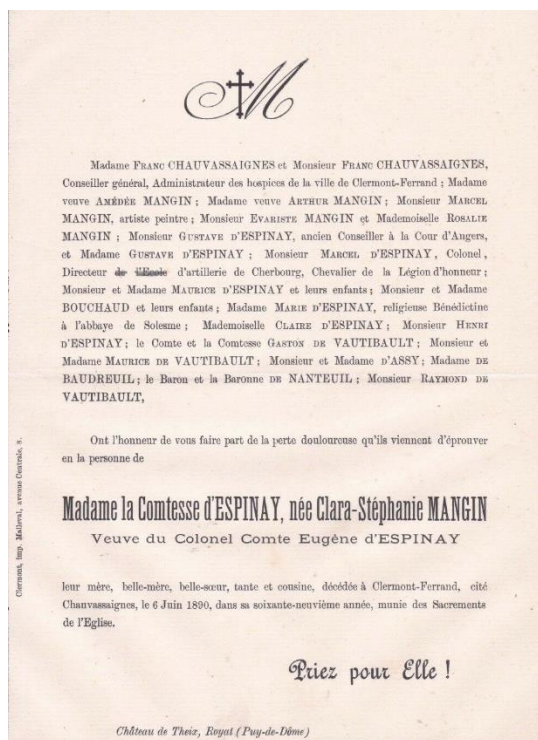 M
Madame FRANC CHAUVASSAIGNES et Monsieur FRANC CHAUVASSAIGNES,
Conseiller général, Administrateur des hospices de la ville de Clermont-Ferrand ; Madame
veuve AMÉDÉE MANGIN ; Madame veuve ARTHUR MANGIN ; Monsieur MARCEL
MANGIN, artiste peintre ; Monsieur EVARISTE MANGIN et Mademoiselle ROSALIE
MANGIN ; Monsieur GUSTAVE D'ESPINAY, ancien Conseiller à la Cour d'Angers,
et Madame GUSTAVE D'ESPINAY ; Monsieur MARCEL D'ESPINAY, Colonel,
Directeur de l'Ecole d'artillerie de Cherbourg, Chevalier de la Légion d'honneur ;
Monsieur et Madame MAURICE D'ESPINAY et leurs enfants ; Monsieur et Madame
BOUCHAUD et leurs enfants ; Madame MARIE D'ESPINAY, religieuse Bénédictine
à l'abbaye de Solesme ; Mademoiselle CLAIRE D'ESPINAY ; Monsieur HENRI
D'ESPINAY ; le Comte et la Comtesse GASTON DE VAUTIBAULT ; Monsieur et
Madame MAURICE DE VAUTIBAULT ; Monsieur et Madame D'ASSY ; Madame DE
BAUDREUIL ; le Baron et la Baronne DE NANTEUIL ; Monsieur RAYMOND DE
VAUTIBAULT,
Ont l'honneur de vous faire part de la perte douloureuse qu'ils viennent d'éprouver
en la personne de
Madame la Comtesse d'ESPINAY, née Clara-Stéphanie MANGIN
Veuve du Colonel Comte Eugène d'ESPINAY
leur mère, belle-mère, belle-sœur, tante et cousine, décédée à Clermont-Ferrand, cité
Chauvassaignes, le 6 Juin 1890, dans sa soixante-neuvième année, munie des Sacrements
de l'Eglise.
Priez pour Elle !
Château de Theix, Royat (Puy-de-Dôme)
Clermont, imp. Malleval, avenue Centrale, 8.